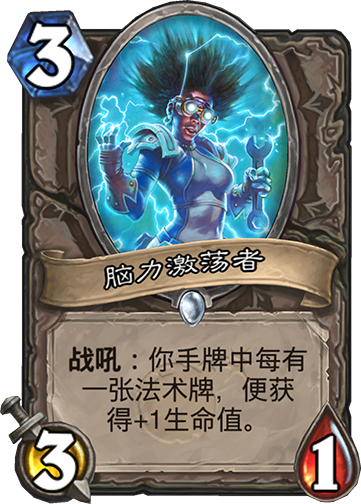 3
脑力激荡者
战吼：你手牌中每有
一张法术牌，便获
得+1生命值。
3
1